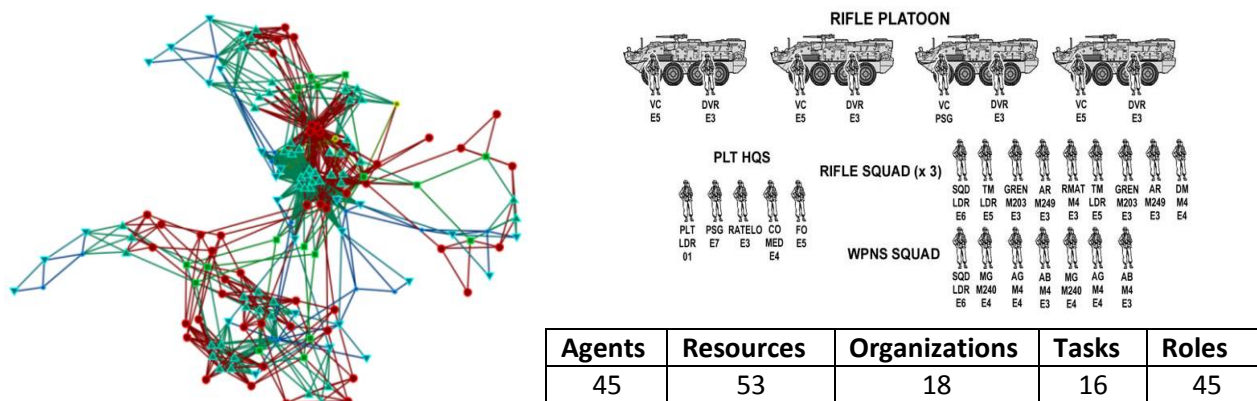 RIFLE PLATOON
VC DVR VC DVR VC DVR VC DVR
E5 E3 E5 E3 PSG E3 E5 E3
PLT HQS
PLT PSG RATELO CO FO
LDR E7 E3 MED E5
01 E4
RIFLE SQUAD (x 3)
SQD TM GREN AR RMAT TM GREN AR DM
LDR LDR M203 M249 M4 LDR M203 M249 M4
E6 E5 E3 E3 E3 E5 E3 E3 E4
WPNS SQUAD
SQD MG AG AB MG AG AB
LDR M240 M4 M4 M240 M4 M4
E6 E4 E4 E3 E4 E4 E3
Agents Resources Organizations Tasks Roles
45 53 18 16 45